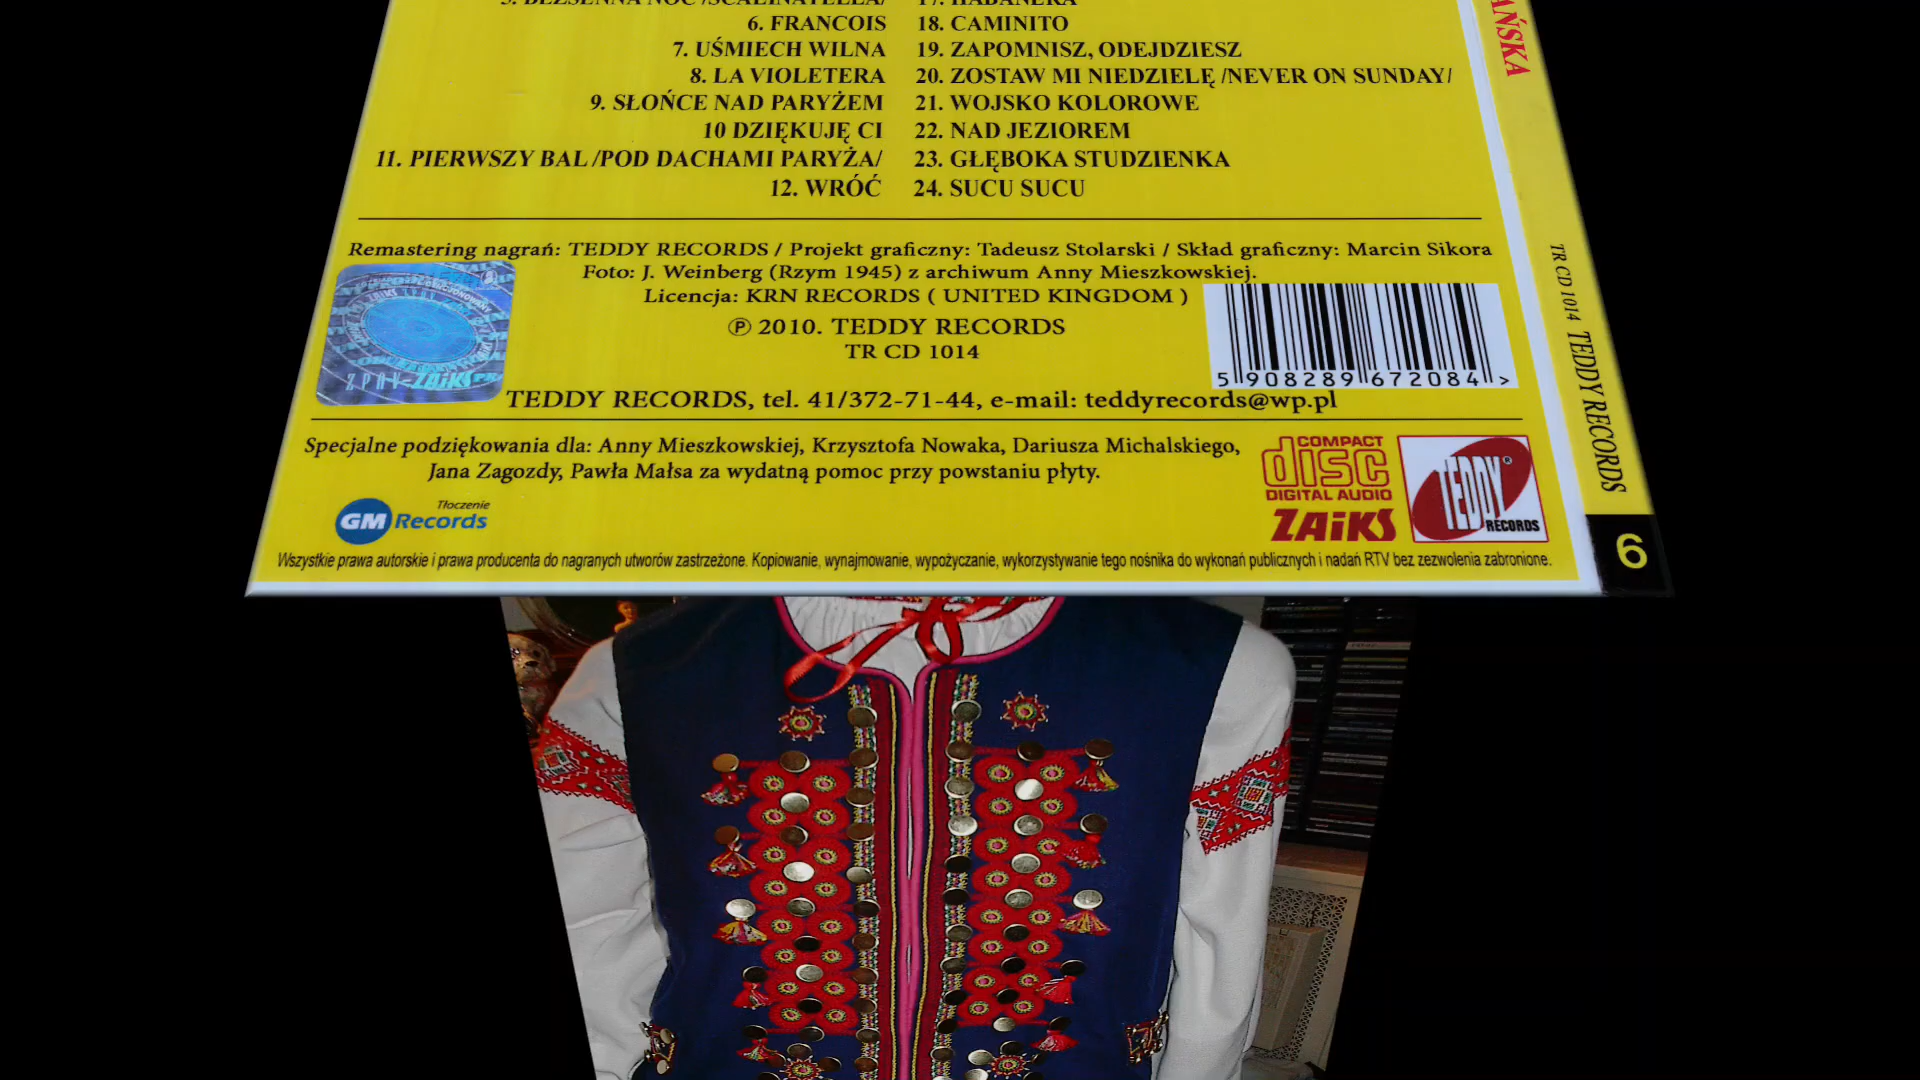 6. FRANCOIS
7. UŚMIECH WILNA
8. LA VIOLETERA
9. SŁOŃCE NAD PARYŻEM
10 DZIĘKUJĘ CI
11. PIERWSZY BAL /POD DACHAMI PARYŻA/
12. WRÓĆ
17. HABANERA
18. CAMINITO
19. ZAPOMNISZ, ODEJDZIESZ
20. ZOSTAW MI NIEDZIELĘ /NEVER ON SUNDAY/
21. WOJSKO KOLOROWE
22. NAD JEZIOREM
23. GŁĘBOKA STUDZIENKA
24. SUCU SUCU
Remastering nagrań: TEDDY RECORDS / Projekt graficzny: Tadeusz Stolarski / Skład graficzny: Marcin Sikora
Foto: J. Weinberg (Rzym 1945) z archiwum Anny Mieszkowskiej.
Licencja: KRN RECORDS ( UNITED KINGDOM )
℗ 2010. TEDDY RECORDS
TR CD 1014
5 908289 672084 >
TEDDY RECORDS, tel. 41/372-71-44, e-mail: teddyrecords@wp.pl
Specjalne podziękowania dla: Anny Mieszkowskiej, Krzysztofa Nowaka, Dariusza Michalskiego,
Jana Zagozdy, Pawła Małsa za wydatną pomoc przy powstaniu płyty.
COMPACT
disc
DIGITAL AUDIO
ZAiKS
TEDDY®
RECORDS
Tłoczenie
GM Records
Wszystkie prawa autorskie i prawa producenta do nagranych utworów zastrzeżone. Kopiowanie, wynajmowanie, wypożyczanie, wykorzystywanie tego nośnika do wykonań publicznych i nadań RTV bez zezwolenia zabronione.
TR CD 1014 TEDDY RECORDS
6